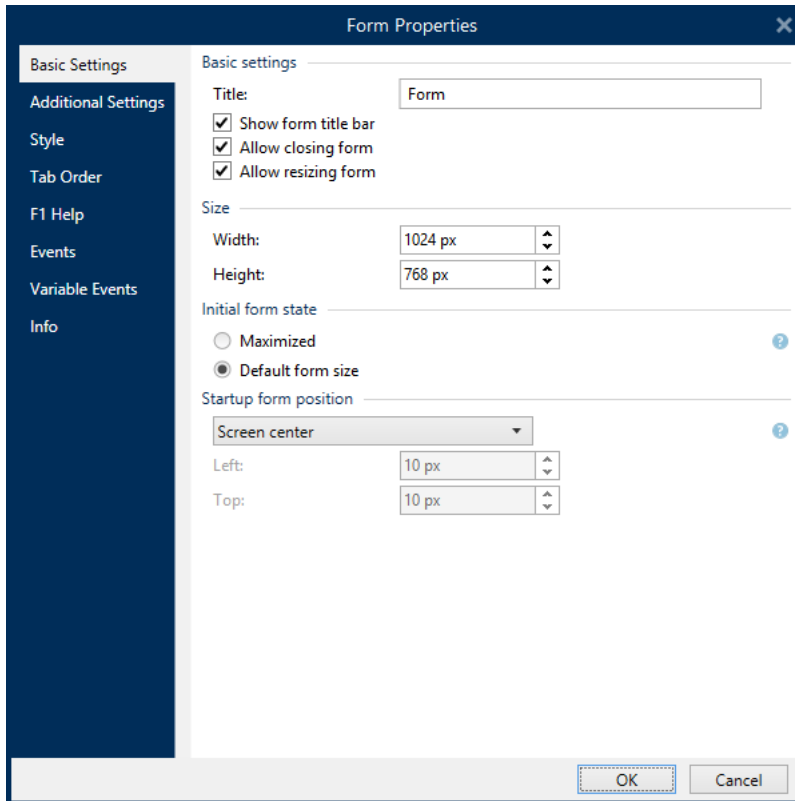 Form Properties
Basic Settings
Additional Settings
Style
Tab Order
F1 Help
Events
Variable Events
Info
Basic settings
Title: Form
Show form title bar
Allow closing form
Allow resizing form
Size
Width: 1024 px
Height: 768 px
Initial form state
Maximized
?
Default form size
Startup form position
Screen center
?
Left: 10 px
Top: 10 px
OK Cancel